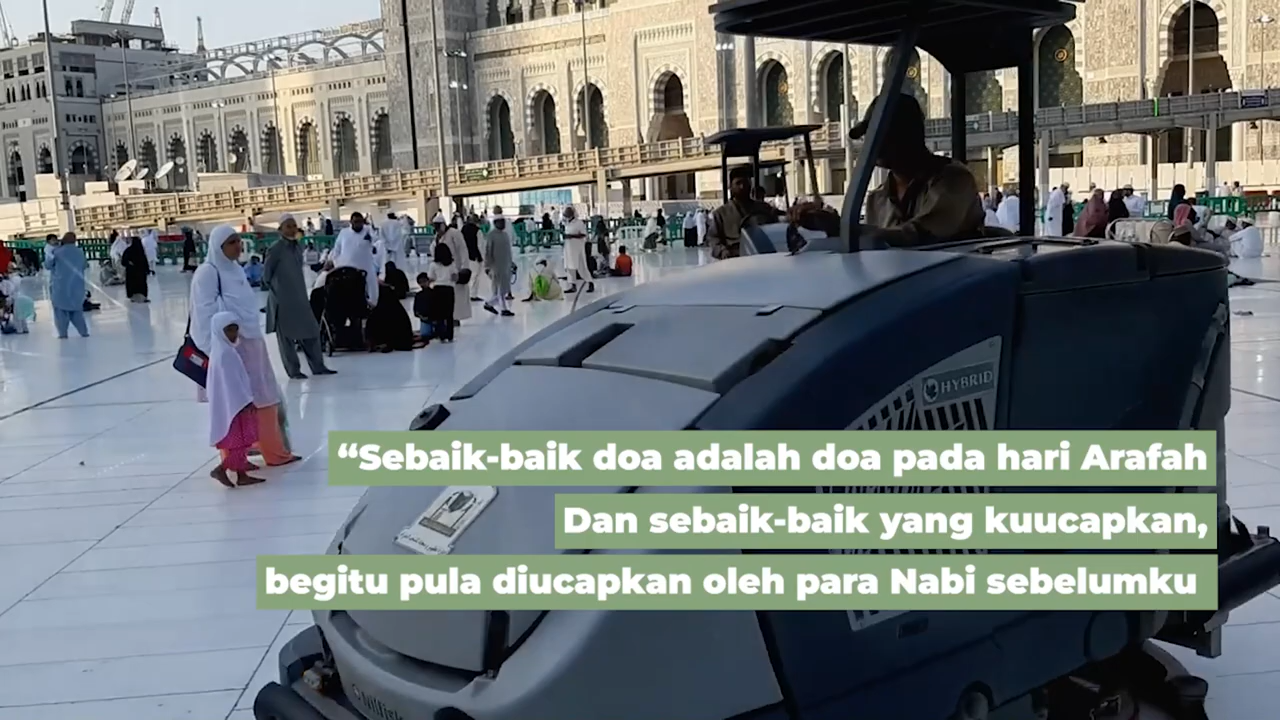 HYBRID
“Sebaik-baik doa adalah doa pada hari Arafah
Dan sebaik-baik yang kuucapkan,
begitu pula diucapkan oleh para Nabi sebelumku